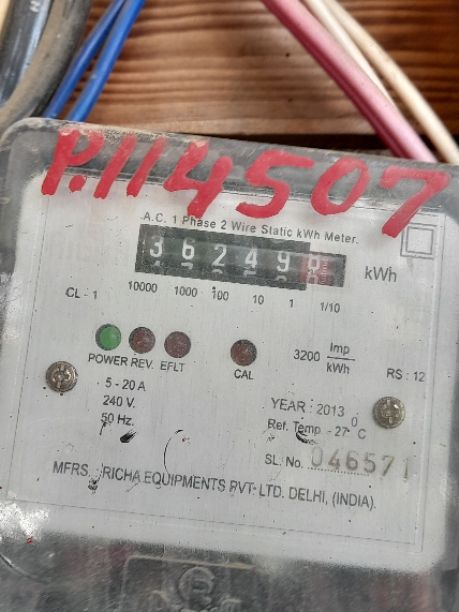 P.114507
A.C. 1 Phase 2 Wire Static kWh Meter.
36249 kWh
CL - 1 10000 1000 100 10 1 1/10
POWER REV. EFLT CAL 3200 Imp/kWh RS : 12
5 - 20 A
240 V.
50 Hz.
YEAR : 2013
Ref. Temp - 27 °C
SL. No. 046571
MFRS. : RICHA EQUIPMENTS PVT- LTD. DELHI, (INDIA).